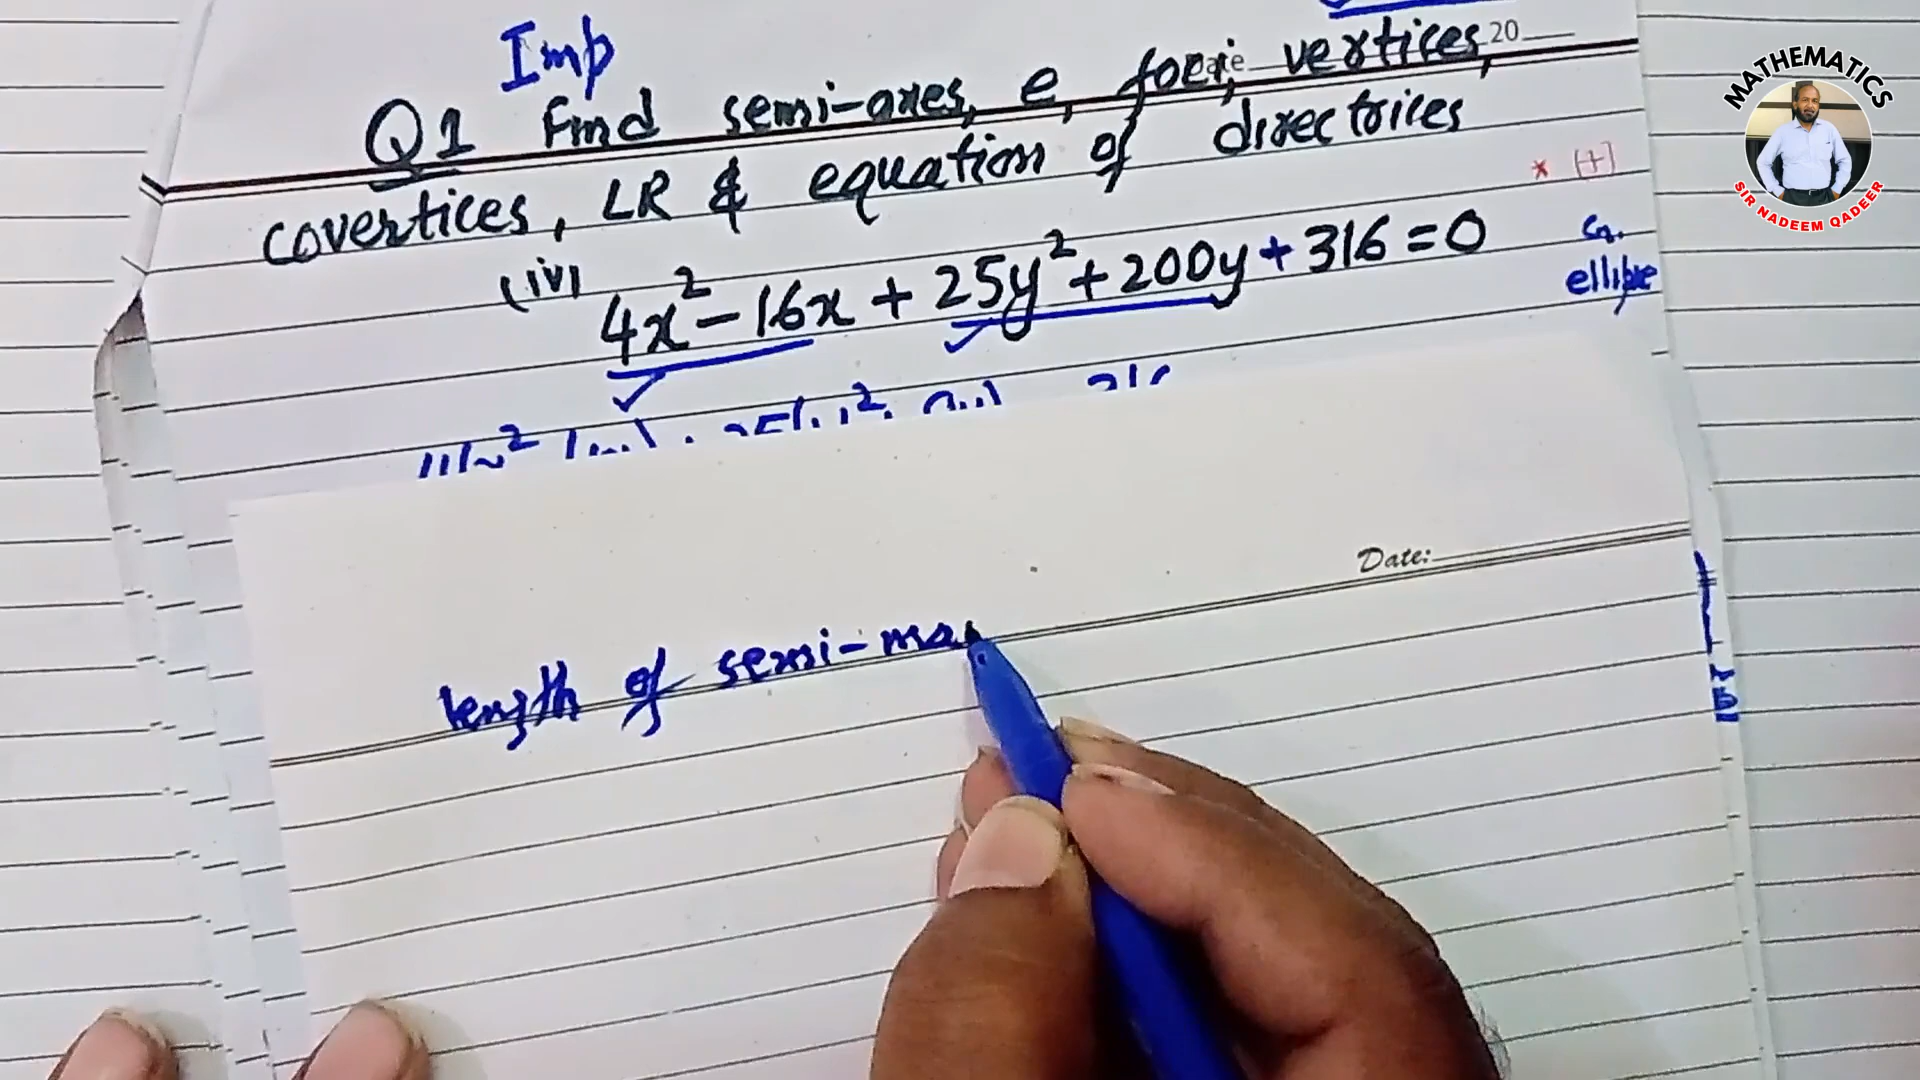 Imp
20
Q1 Find semi-axes, e, foci, vertices,
covertices, LR & equation of directrices
* (+)
(iv) 4x² - 16x + 25y² + 200y + 316 = 0
ellipse
Date:
length of semi-ma
MATHEMATICS
SIR NADEEM QADEER